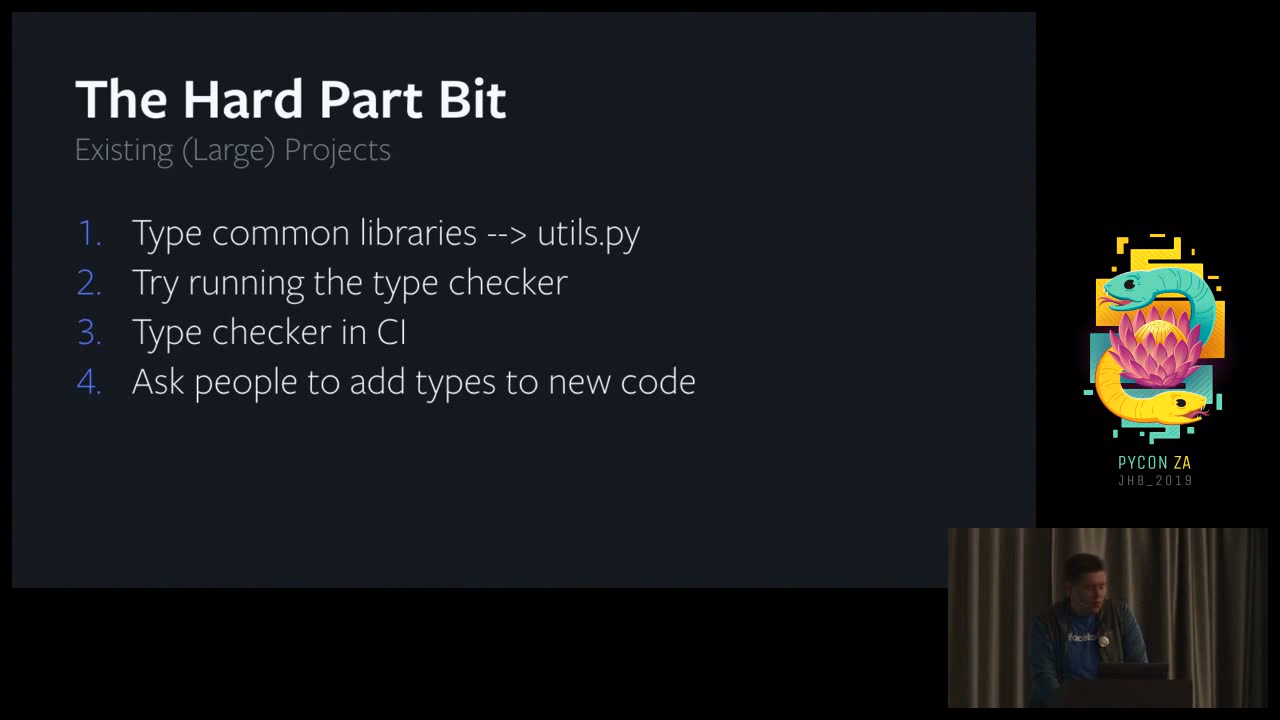 The Hard Part Bit
Existing (Large) Projects
1. Type common libraries --> utils.py
2. Try running the type checker
3. Type checker in CI
4. Ask people to add types to new code
PYCON ZA
JHB_2019